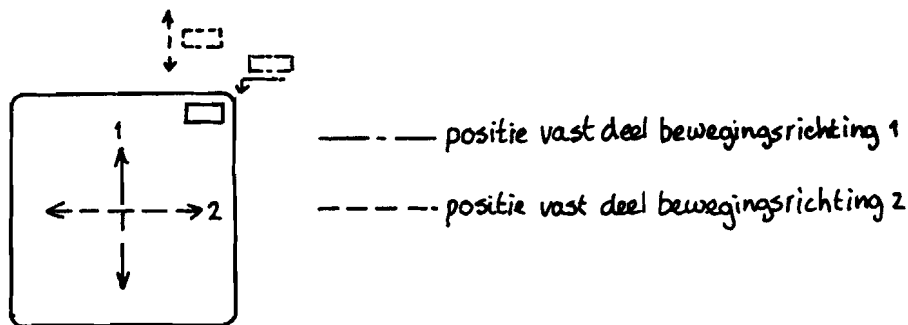 1
2
positie vast deel bewegingsrichting 1
positie vast deel bewegingsrichting 2